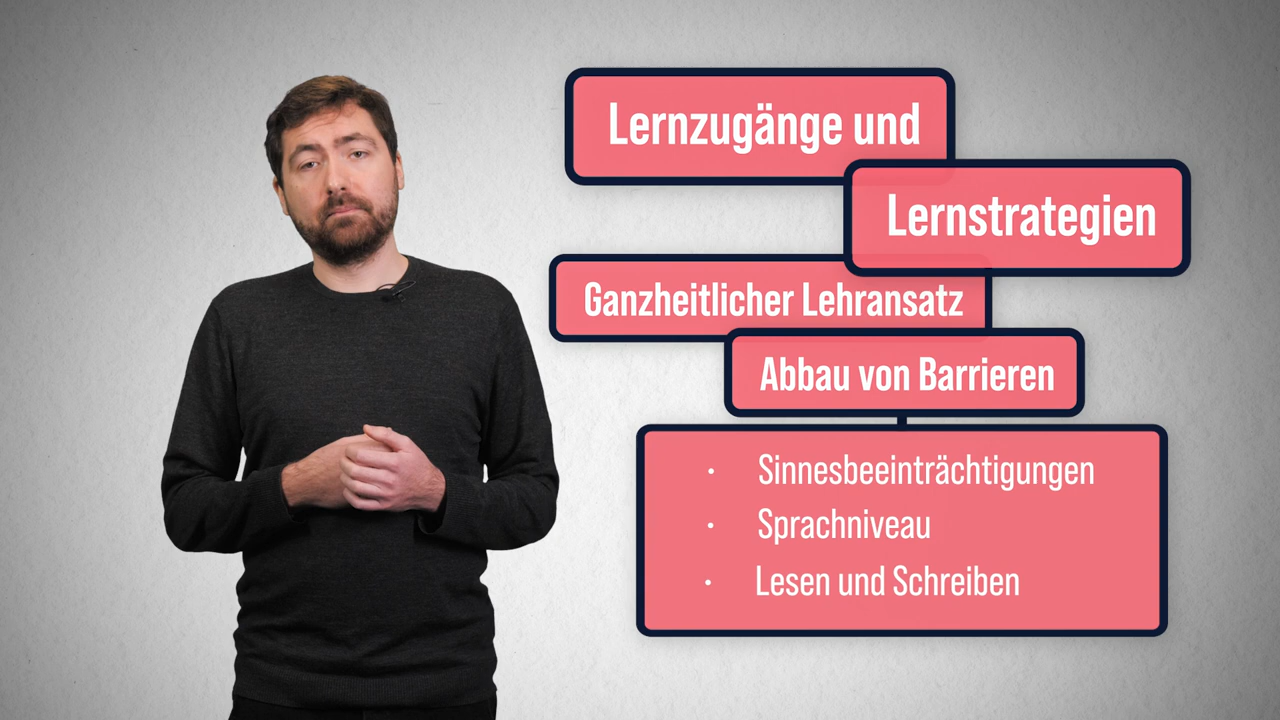 Lernzugänge und
Lernstrategien
Ganzheitlicher Lehransatz
Abbau von Barrieren
· Sinnesbeeinträchtigungen
· Sprachniveau
· Lesen und Schreiben